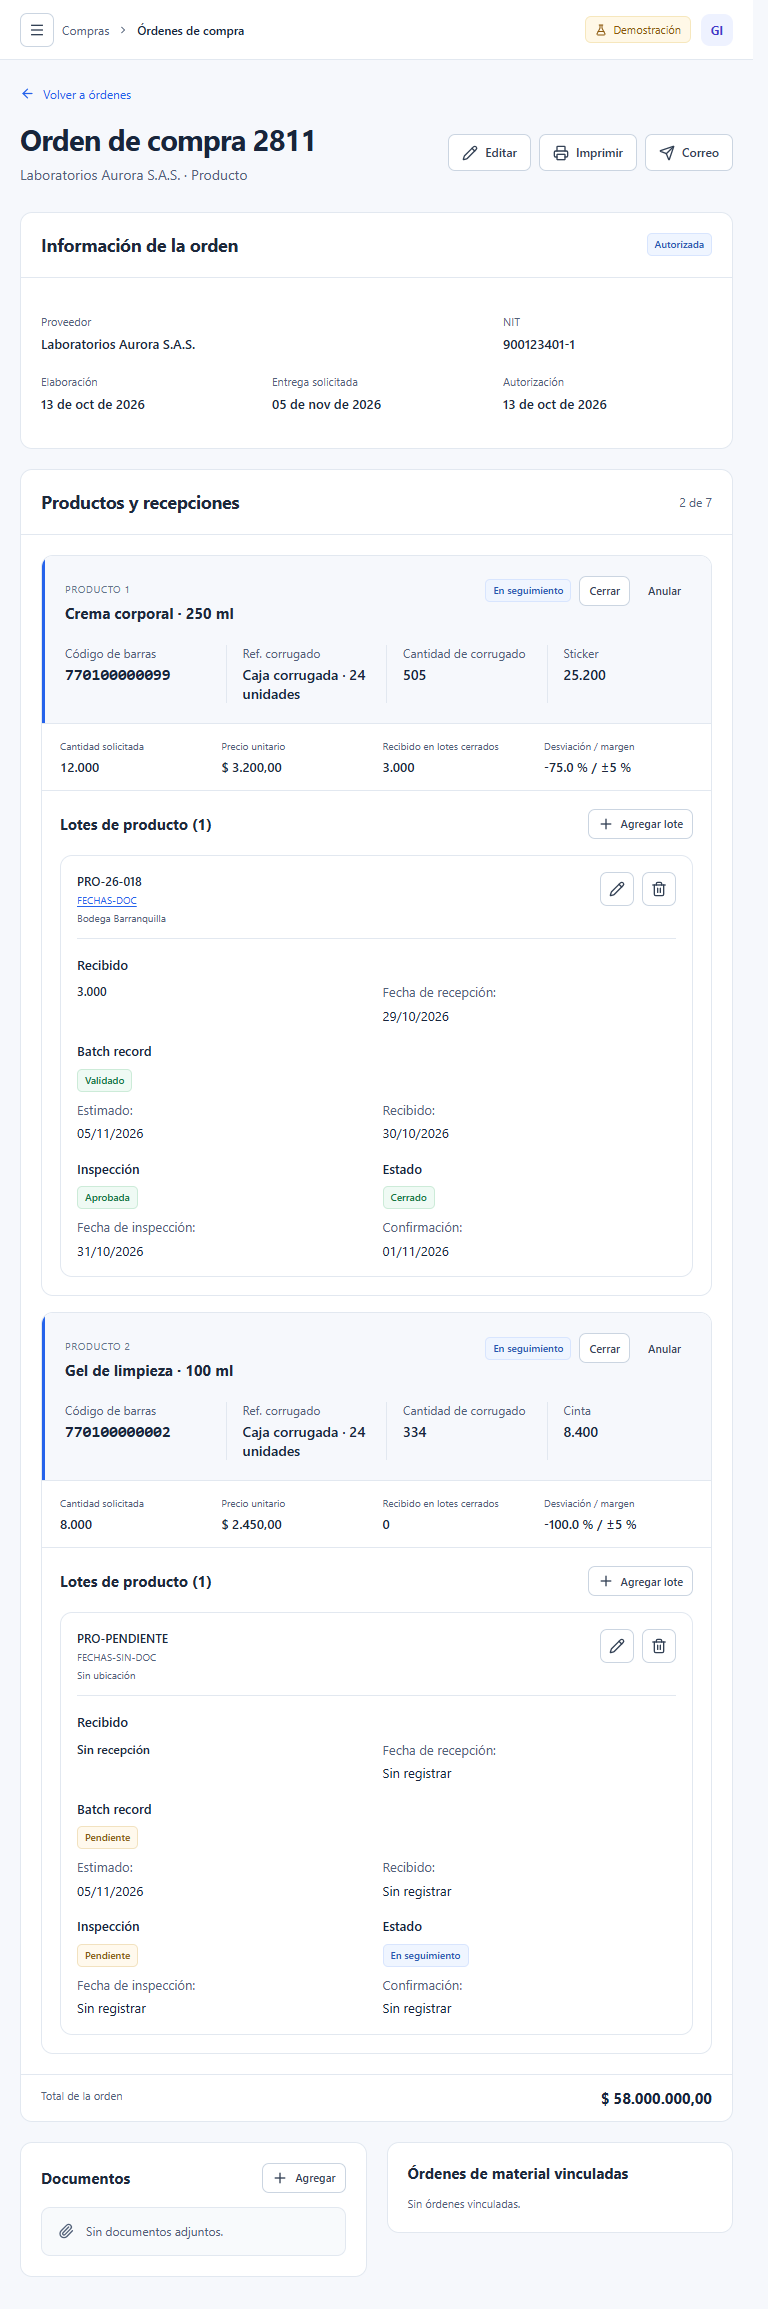 Compras > Órdenes de compra
Demostración
GI
← Volver a órdenes
Orden de compra 2811
Laboratorios Aurora S.A.S. · Producto
Editar
Imprimir
Correo
Información de la orden
Autorizada
Proveedor
Laboratorios Aurora S.A.S.
NIT
900123401-1
Elaboración
13 de oct de 2026
Entrega solicitada
05 de nov de 2026
Autorización
13 de oct de 2026
Productos y recepciones
2 de 7
PRODUCTO 1
Crema corporal · 250 ml
En seguimiento
Cerrar
Anular
Código de barras
770100000099
Ref. corrugado
Caja corrugada · 24
unidades
Cantidad de corrugado
505
Sticker
25.200
Cantidad solicitada
12.000
Precio unitario
$ 3.200,00
Recibido en lotes cerrados
3.000
Desviación / margen
-75.0 % / ±5 %
Lotes de producto (1)
+ Agregar lote
PRO-26-018
FECHAS-DOC
Bodega Barranquilla
Recibido
3.000
Fecha de recepción:
29/10/2026
Batch record
Validado
Estimado:
05/11/2026
Recibido:
30/10/2026
Inspección
Aprobada
Fecha de inspección:
31/10/2026
Estado
Cerrado
Confirmación:
01/11/2026
PRODUCTO 2
Gel de limpieza · 100 ml
En seguimiento
Cerrar
Anular
Código de barras
770100000002
Ref. corrugado
Caja corrugada · 24
unidades
Cantidad de corrugado
334
Cinta
8.400
Cantidad solicitada
8.000
Precio unitario
$ 2.450,00
Recibido en lotes cerrados
0
Desviación / margen
-100.0 % / ±5 %
Lotes de producto (1)
+ Agregar lote
PRO-PENDIENTE
FECHAS-SIN-DOC
Sin ubicación
Recibido
Sin recepción
Fecha de recepción:
Sin registrar
Batch record
Pendiente
Estimado:
05/11/2026
Recibido:
Sin registrar
Inspección
Pendiente
Fecha de inspección:
Sin registrar
Estado
En seguimiento
Confirmación:
Sin registrar
Total de la orden
$ 58.000.000,00
Documentos
+ Agregar
Sin documentos adjuntos.
Órdenes de material vinculadas
Sin órdenes vinculadas.